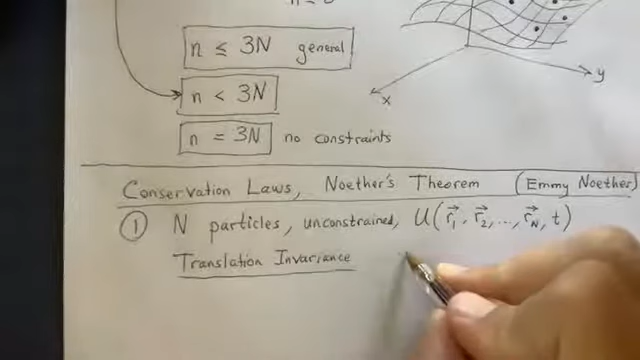 n ≤ 3N general
n < 3N
n = 3N no constraints
x
y
Conservation Laws, Noether's Theorem (Emmy Noether)
① N particles, unconstrained, U(r⃗₁, r⃗₂, ..., r⃗_N, t)
Translation Invariance